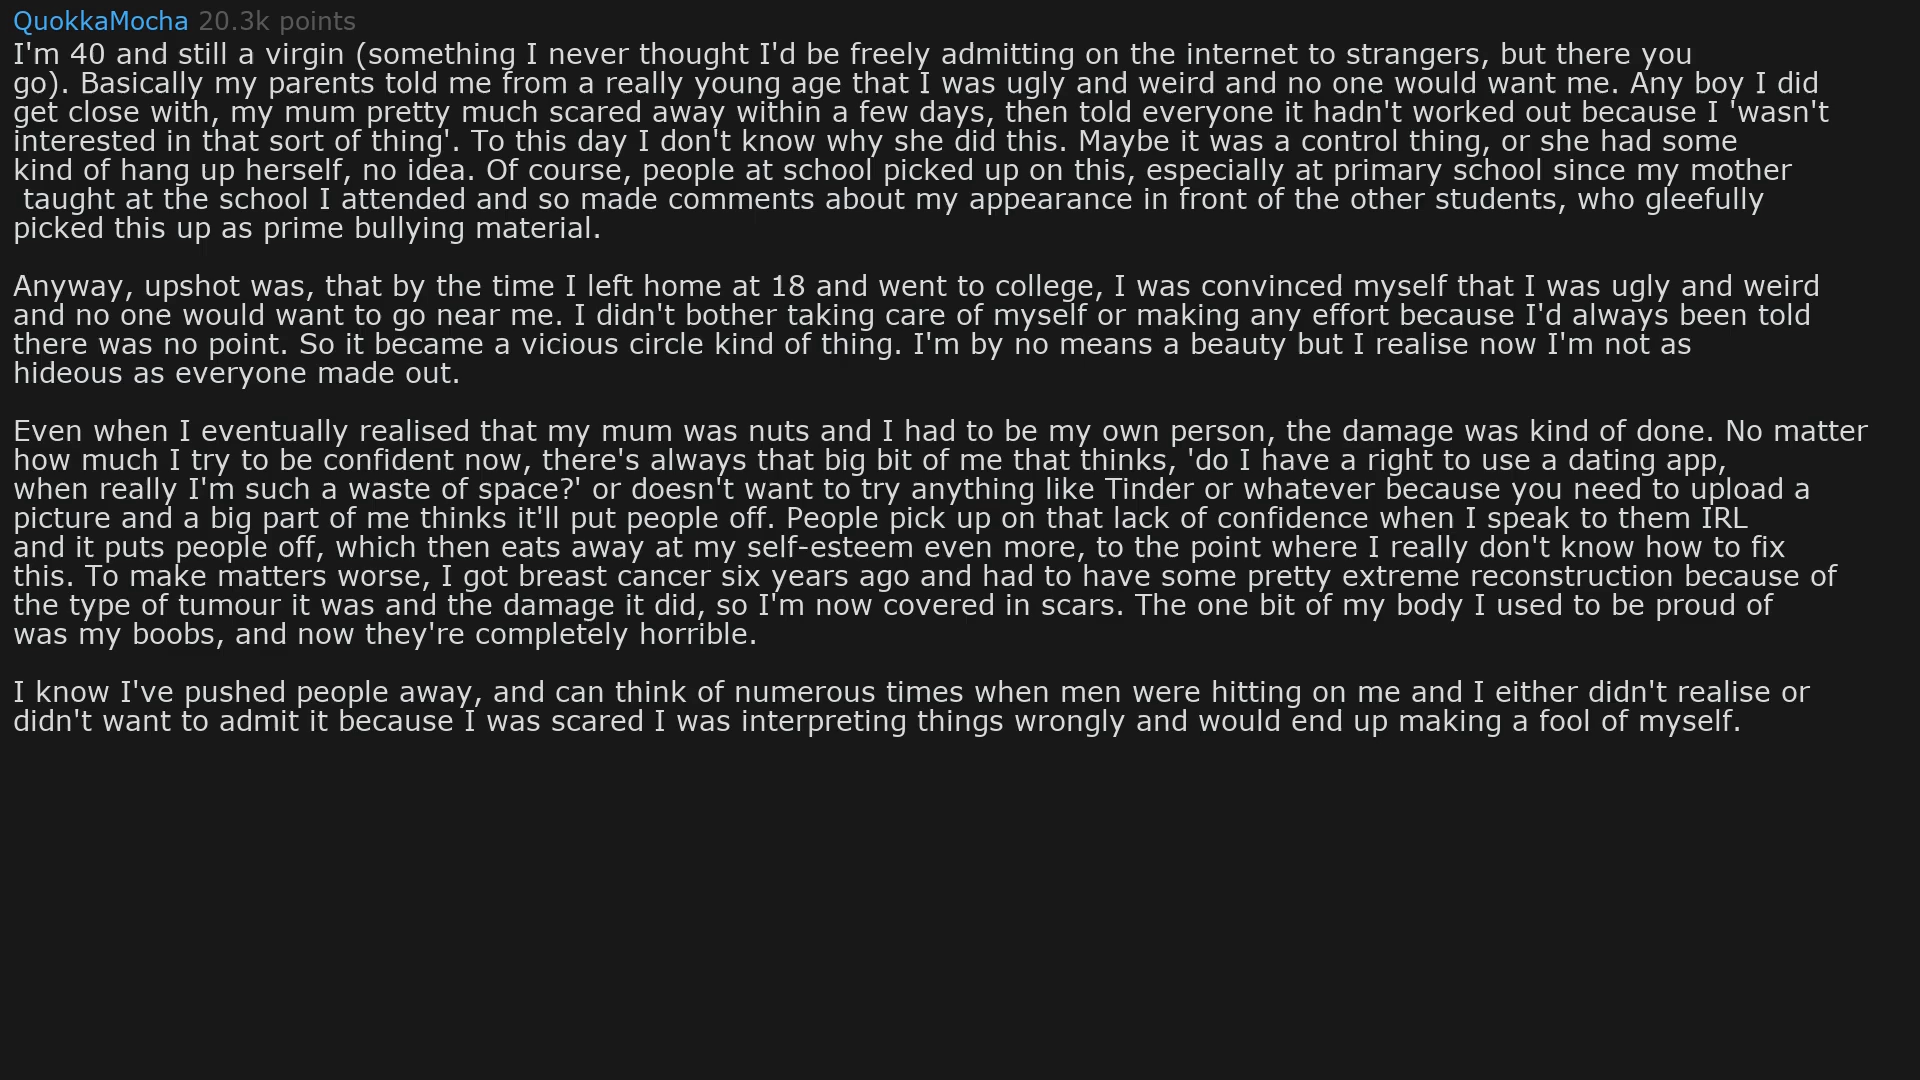 QuokkaMocha 20.3k points
I'm 40 and still a virgin (something I never thought I'd be freely admitting on the internet to strangers, but there you
go). Basically my parents told me from a really young age that I was ugly and weird and no one would want me. Any boy I did
get close with, my mum pretty much scared away within a few days, then told everyone it hadn't worked out because I 'wasn't
interested in that sort of thing'. To this day I don't know why she did this. Maybe it was a control thing, or she had some
kind of hang up herself, no idea. Of course, people at school picked up on this, especially at primary school since my mother
taught at the school I attended and so made comments about my appearance in front of the other students, who gleefully
picked this up as prime bullying material.
Anyway, upshot was, that by the time I left home at 18 and went to college, I was convinced myself that I was ugly and weird
and no one would want to go near me. I didn't bother taking care of myself or making any effort because I'd always been told
there was no point. So it became a vicious circle kind of thing. I'm by no means a beauty but I realise now I'm not as
hideous as everyone made out.
Even when I eventually realised that my mum was nuts and I had to be my own person, the damage was kind of done. No matter
how much I try to be confident now, there's always that big bit of me that thinks, 'do I have a right to use a dating app,
when really I'm such a waste of space?' or doesn't want to try anything like Tinder or whatever because you need to upload a
picture and a big part of me thinks it'll put people off. People pick up on that lack of confidence when I speak to them IRL
and it puts people off, which then eats away at my self-esteem even more, to the point where I really don't know how to fix
this. To make matters worse, I got breast cancer six years ago and had to have some pretty extreme reconstruction because of
the type of tumour it was and the damage it did, so I'm now covered in scars. The one bit of my body I used to be proud of
was my boobs, and now they're completely horrible.
I know I've pushed people away, and can think of numerous times when men were hitting on me and I either didn't realise or
didn't want to admit it because I was scared I was interpreting things wrongly and would end up making a fool of myself.